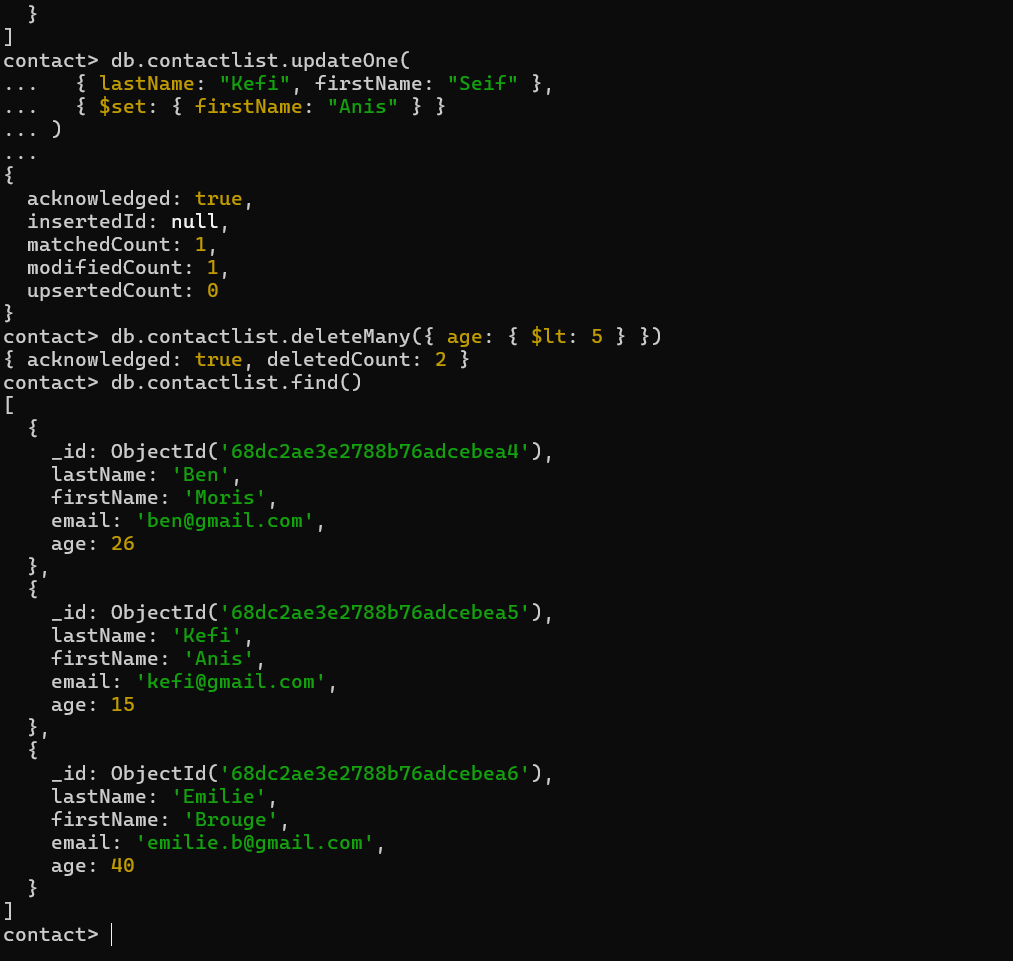 }
]
contact> db.contactlist.updateOne(
...   { lastName: "Kefi", firstName: "Seif" },
...   { $set: { firstName: "Anis" } }
... )
...
{
  acknowledged: true,
  insertedId: null,
  matchedCount: 1,
  modifiedCount: 1,
  upsertedCount: 0
}
contact> db.contactlist.deleteMany({ age: { $lt: 5 } })
{ acknowledged: true, deletedCount: 2 }
contact> db.contactlist.find()
[
  {
    _id: ObjectId('68dc2ae3e2788b76adcebea4'),
    lastName: 'Ben',
    firstName: 'Moris',
    email: 'ben@gmail.com',
    age: 26
  },
  {
    _id: ObjectId('68dc2ae3e2788b76adcebea5'),
    lastName: 'Kefi',
    firstName: 'Anis',
    email: 'kefi@gmail.com',
    age: 15
  },
  {
    _id: ObjectId('68dc2ae3e2788b76adcebea6'),
    lastName: 'Emilie',
    firstName: 'Brouge',
    email: 'emilie.b@gmail.com',
    age: 40
  }
]
contact>